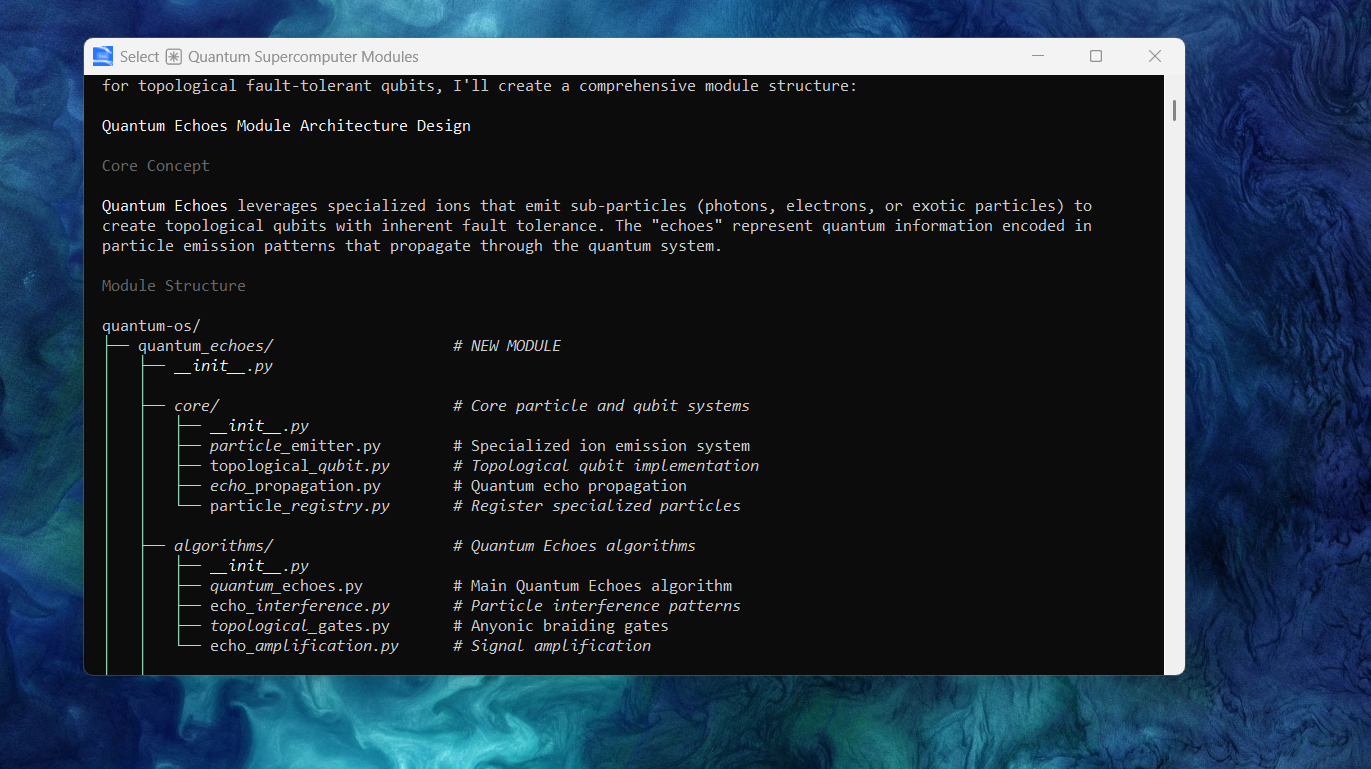 Select ✳ Quantum Supercomputer Modules
for topological fault-tolerant qubits, I'll create a comprehensive module structure:
Quantum Echoes Module Architecture Design
Core Concept
Quantum Echoes leverages specialized ions that emit sub-particles (photons, electrons, or exotic particles) to
create topological qubits with inherent fault tolerance. The "echoes" represent quantum information encoded in
particle emission patterns that propagate through the quantum system.
Module Structure
quantum-os/
├── quantum_echoes/                    # NEW MODULE
│   ├── __init__.py
│   ├── core/                          # Core particle and qubit systems
│   │   ├── __init__.py
│   │   ├── particle_emitter.py        # Specialized ion emission system
│   │   ├── topological_qubit.py       # Topological qubit implementation
│   │   ├── echo_propagation.py        # Quantum echo propagation
│   │   └── particle_registry.py       # Register specialized particles
│   ├── algorithms/                    # Quantum Echoes algorithms
│   │   ├── __init__.py
│   │   ├── quantum_echoes.py          # Main Quantum Echoes algorithm
│   │   ├── echo_interference.py       # Particle interference patterns
│   │   ├── topological_gates.py       # Anyonic braiding gates
│   │   └── echo_amplification.py      # Signal amplification